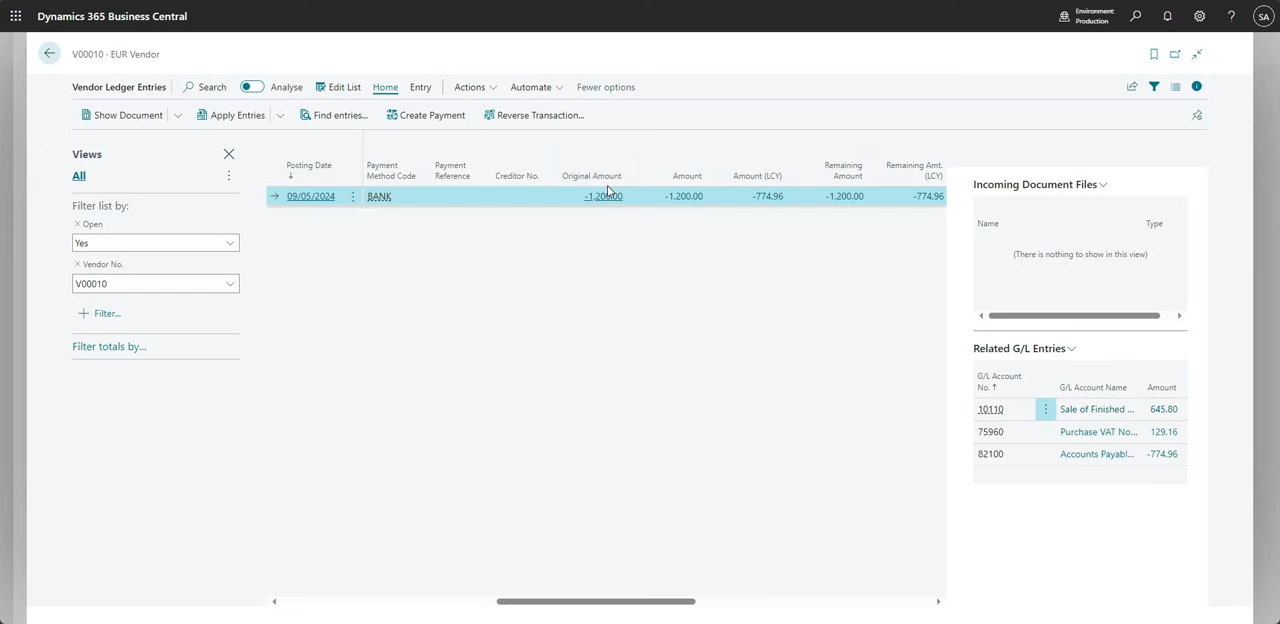 Dynamics 365 Business Central
Environment:
Production
?
SA
V00010 - EUR Vendor
Vendor Ledger Entries
Search
Analyse
Edit List
Home
Entry
Actions
Automate
Fewer options
Show Document
Apply Entries
Find entries...
Create Payment
Reverse Transaction...
Views
All
Filter list by:
× Open
Yes
× Vendor No.
V00010
Filter...
Filter totals by...
Posting Date ↓
Payment Method Code
Payment Reference
Creditor No.
Original Amount
Amount
Amount (LCY)
Remaining Amount
Remaining Amt. (LCY)
09/05/2024 BANK -1,200.00 -1,200.00 -774.96 -1,200.00 -774.96
Incoming Document Files
Name Type
(There is nothing to show in this view)
Related G/L Entries
G/L Account No. ↑ G/L Account Name Amount
10110 Sale of Finished ... 645.80
75960 Purchase VAT No... 129.16
82100 Accounts Payabl... -774.96